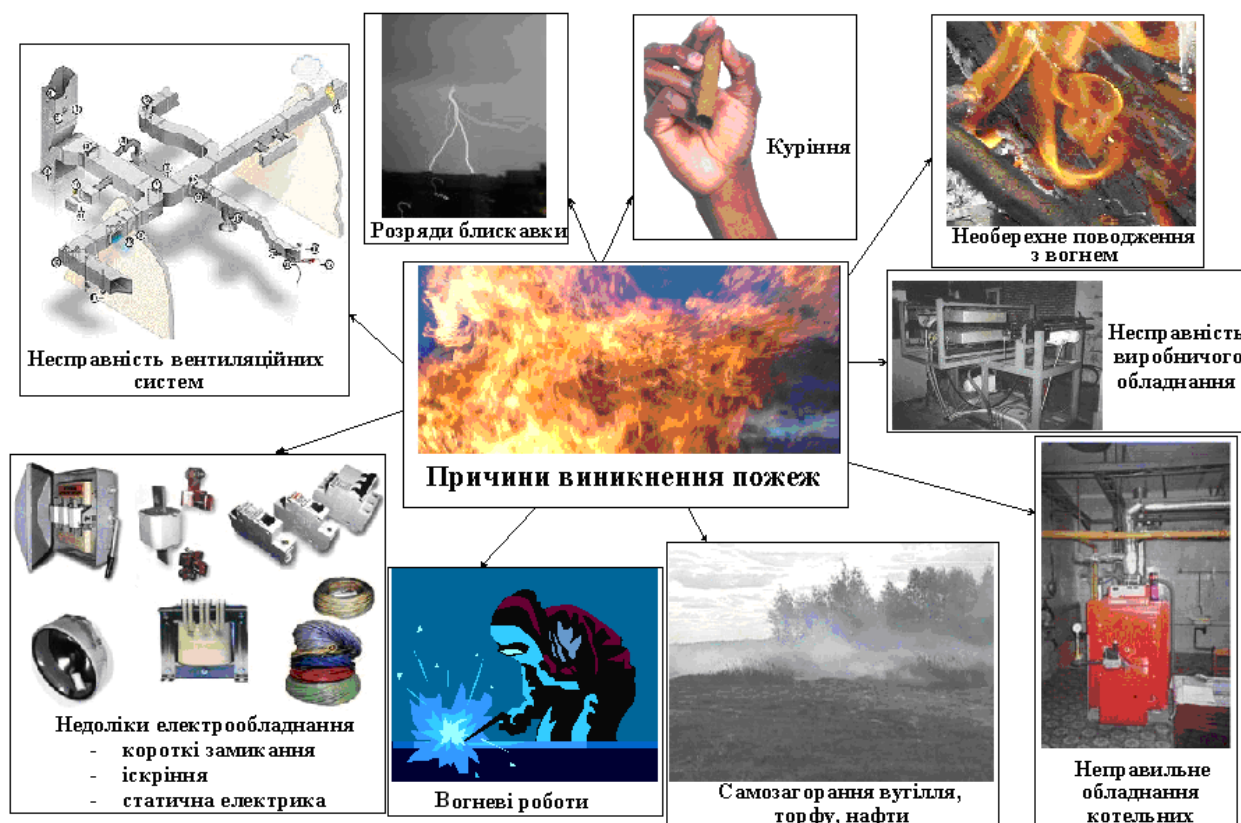 Розряди блискавки
Куріння
Необерехне поводження
з вогнем
Несправність вентиляційних
систем
Несправність
виробничого
обладнання
Причини виникнення пожеж
Недоліки електрообладнання
- короткі замикання
- іскріння
- статична електрика
Вогневі роботи
Самозагорання вугілля,
торфу, нафти
Неправильне
обладнання
котельних